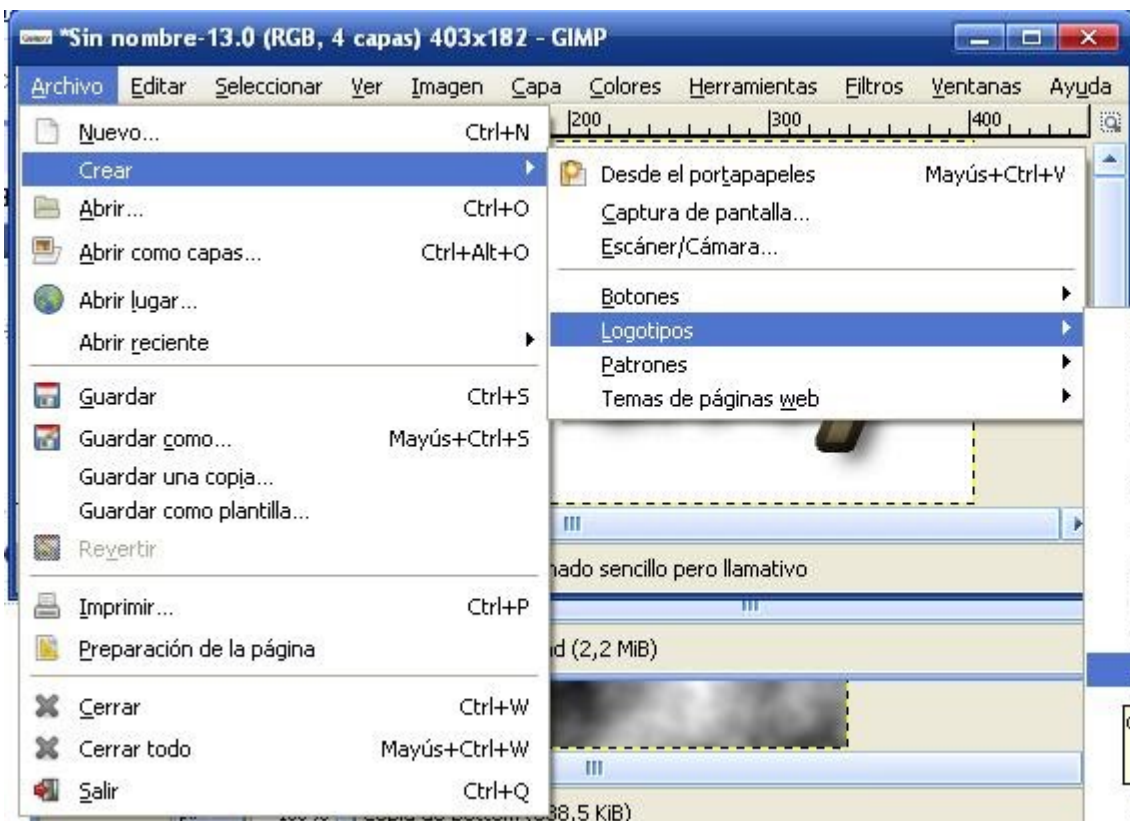 *Sin nombre-13.0 (RGB, 4 capas) 403x182 - GIMP
Archivo Editar Seleccionar Ver Imagen Capa Colores Herramientas Filtros Ventanas Ayuda
200 300 400
Nuevo... Ctrl+N
Crear
Abrir... Ctrl+O
Abrir como capas... Ctrl+Alt+O
Abrir lugar...
Abrir reciente
Guardar Ctrl+S
Guardar como... Mayús+Ctrl+S
Guardar una copia...
Guardar como plantilla...
Revertir
Imprimir... Ctrl+P
Preparación de la página
Cerrar Ctrl+W
Cerrar todo Mayús+Ctrl+W
Salir Ctrl+Q
Desde el portapapeles Mayús+Ctrl+V
Captura de pantalla...
Escáner/Cámara...
Botones
Logotipos
Patrones
Temas de páginas web
sencillo pero llamativo
(2,2 MiB)